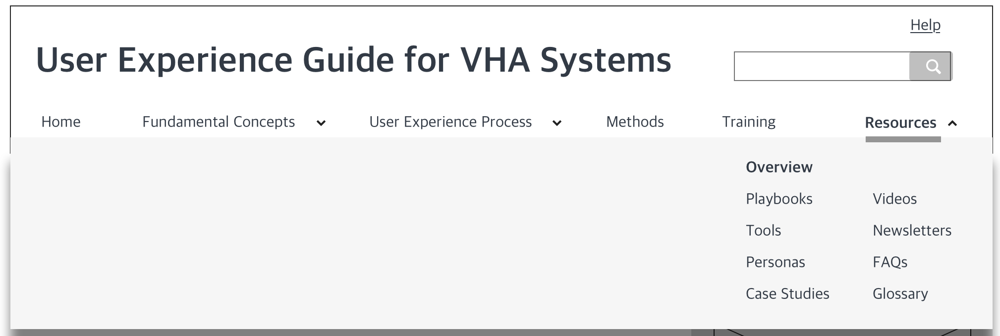 Help
User Experience Guide for VHA Systems
Home Fundamental Concepts User Experience Process Methods Training Resources
Overview
Playbooks Videos
Tools Newsletters
Personas FAQs
Case Studies Glossary